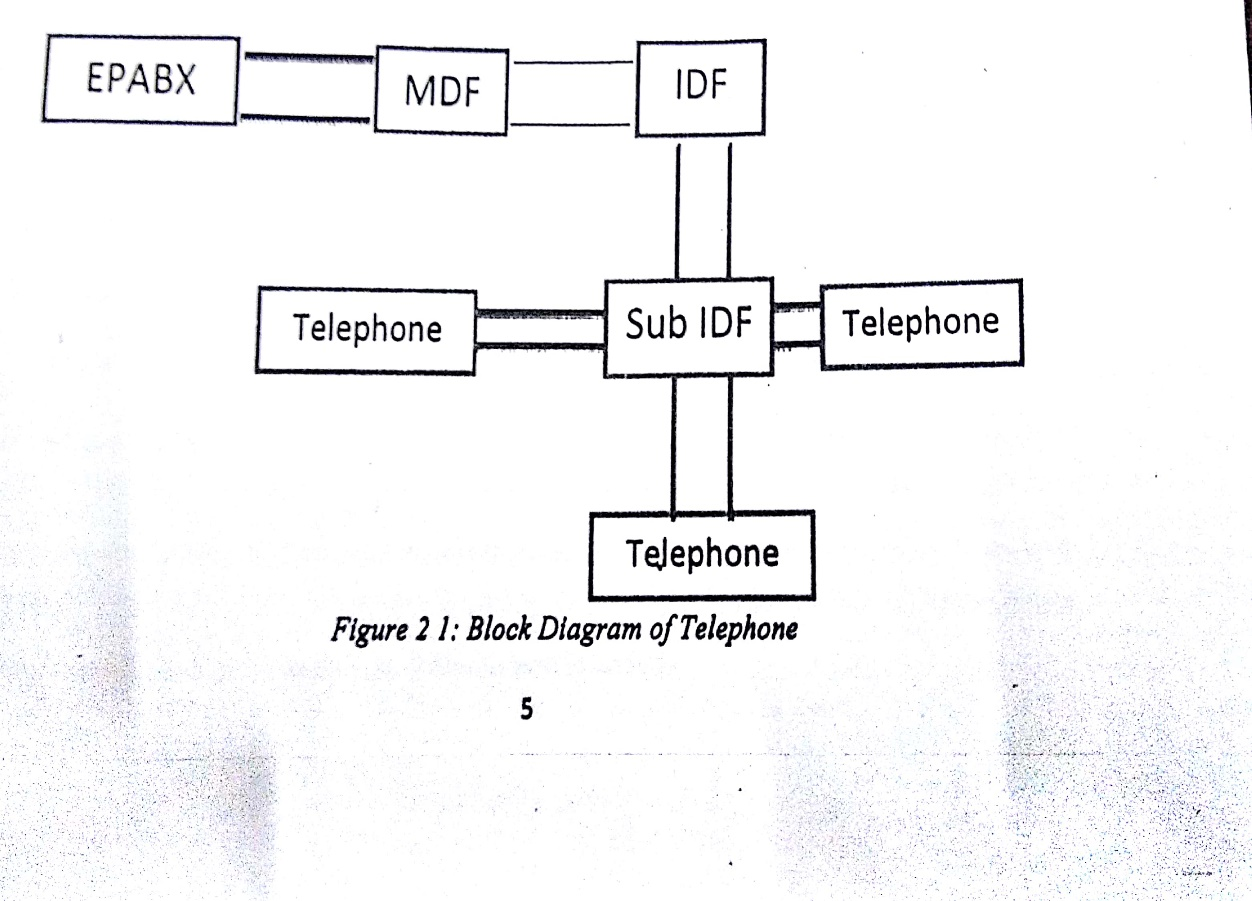 EPABX MDF IDF
Telephone Sub IDF Telephone
Telephone
Figure 2 1: Block Diagram of Telephone
5